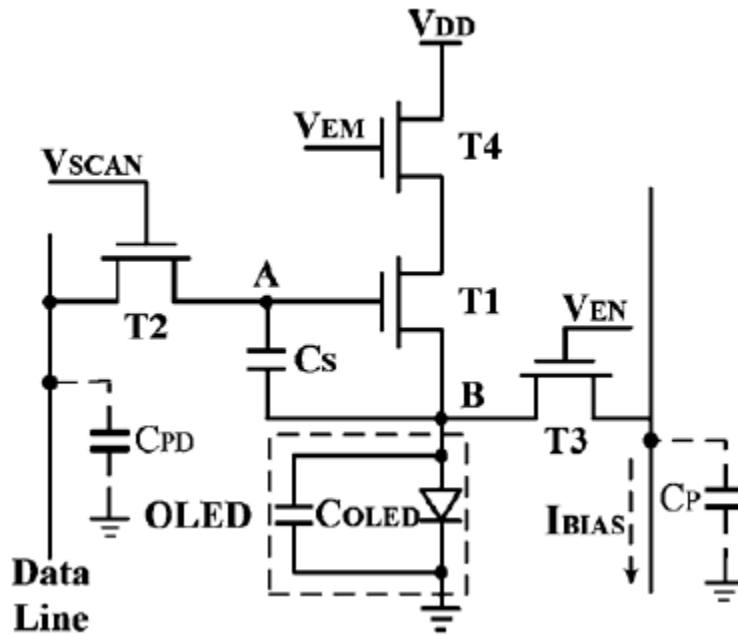 VDD
VEM
T4
VSCAN
A
T1
T2
VEN
CS
B
T3
CPD
OLED
COLED
CP
IBIAS
Data
Line